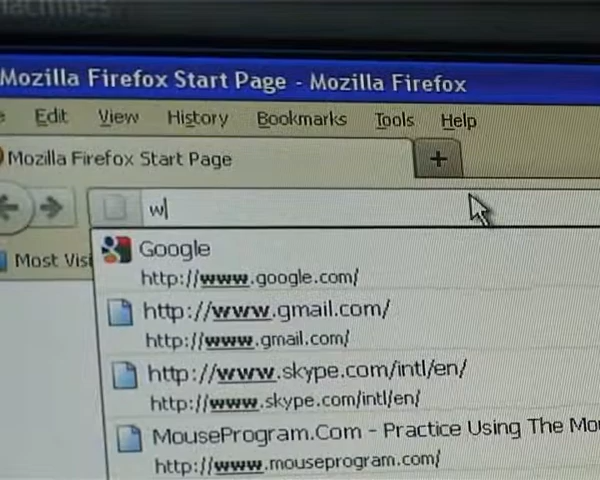 Machines
Mozilla Firefox Start Page - Mozilla Firefox
Edit View History Bookmarks Tools Help
Mozilla Firefox Start Page +
w
Most Visi
Google
http://www.google.com/
http://www.gmail.com/
http://www.gmail.com/
http://www.skype.com/intl/en/
http://www.skype.com/intl/en/
MouseProgram.Com - Practice Using The Mo
http://www.mouseprogram.com/